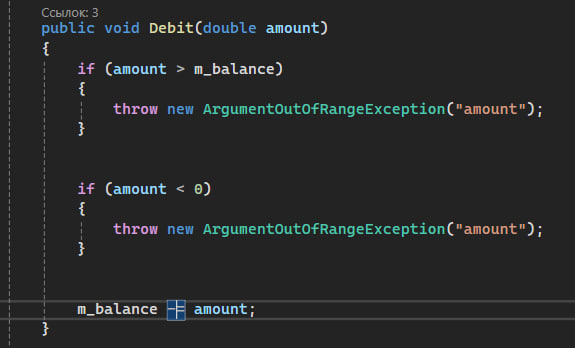 Ссылок: 3
public void Debit(double amount)
{
if (amount > m_balance)
{
throw new ArgumentOutOfRangeException("amount");
}
if (amount < 0)
{
throw new ArgumentOutOfRangeException("amount");
}
m_balance -= amount;
}